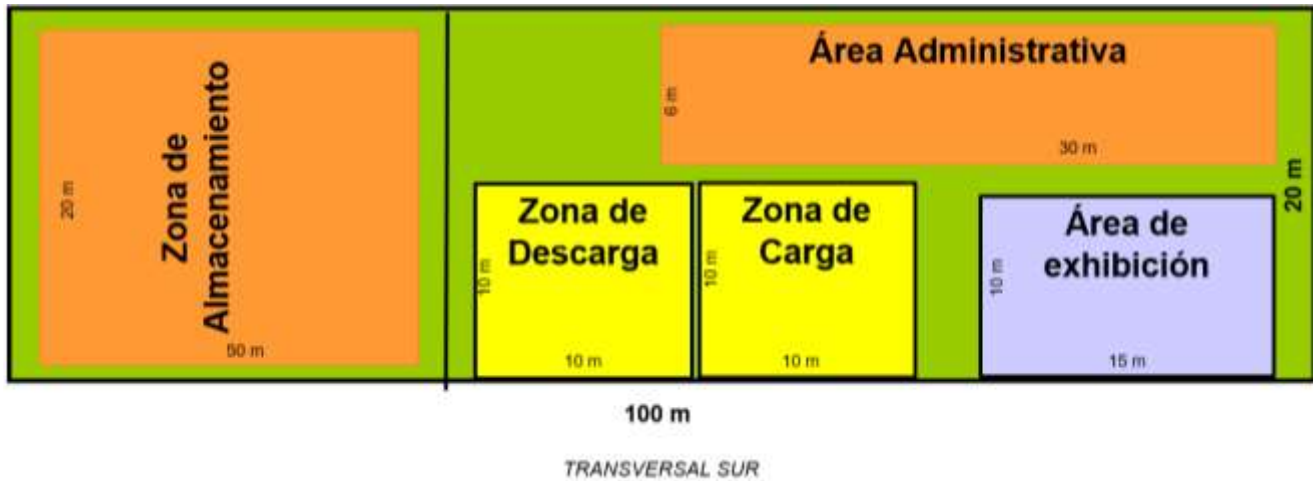 Zona de
Almacenamiento
20 m
50 m
Área Administrativa
6 m
30 m
20 m
Zona de
Descarga
10 m
10 m
Zona de
Carga
10 m
10 m
Área de
exhibición
10 m
15 m
100 m
TRANSVERSAL SUR